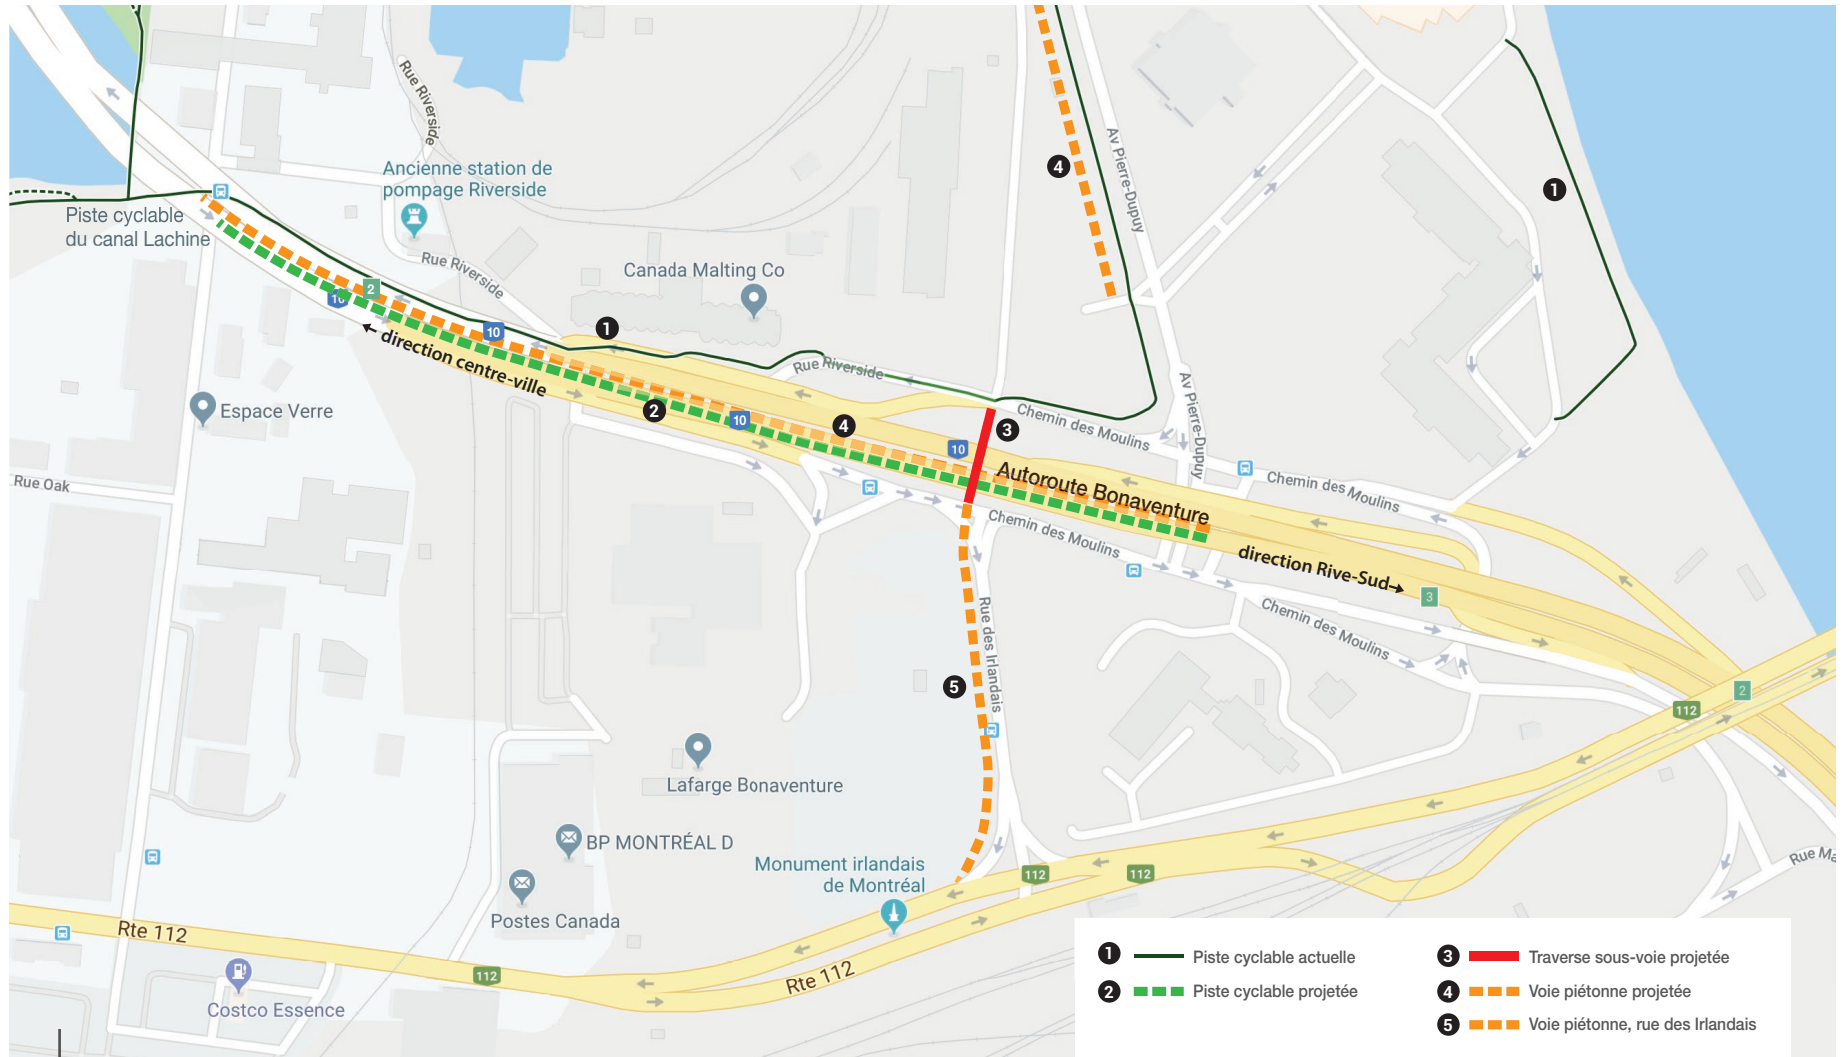 Rue Riverside
Ancienne station de
pompage Riverside
Piste cyclable
du canal Lachine
Rue Riverside
Canada Malting Co
Av Pierre-Dupuy
4
1
2
10
10
1
direction centre-ville
Rue Riverside
Espace Verre
2
10
4
3
10
Chemin des Moulins
Av Pierre-Dupuy
Autoroute Bonaventure
Chemin des Moulins
Rue Oak
Chemin des Moulins
direction Rive-Sud
3
Chemin des Moulins
Rue des Irlandais
5
2
112
Lafarge Bonaventure
BP MONTRÉAL D
Monument irlandais
de Montréal
112
112
Rue Ma
Postes Canada
Rte 112
112
Rte 112
Costco Essence
1 Piste cyclable actuelle
2 Piste cyclable projetée
3 Traverse sous-voie projetée
4 Voie piétonne projetée
5 Voie piétonne, rue des Irlandais